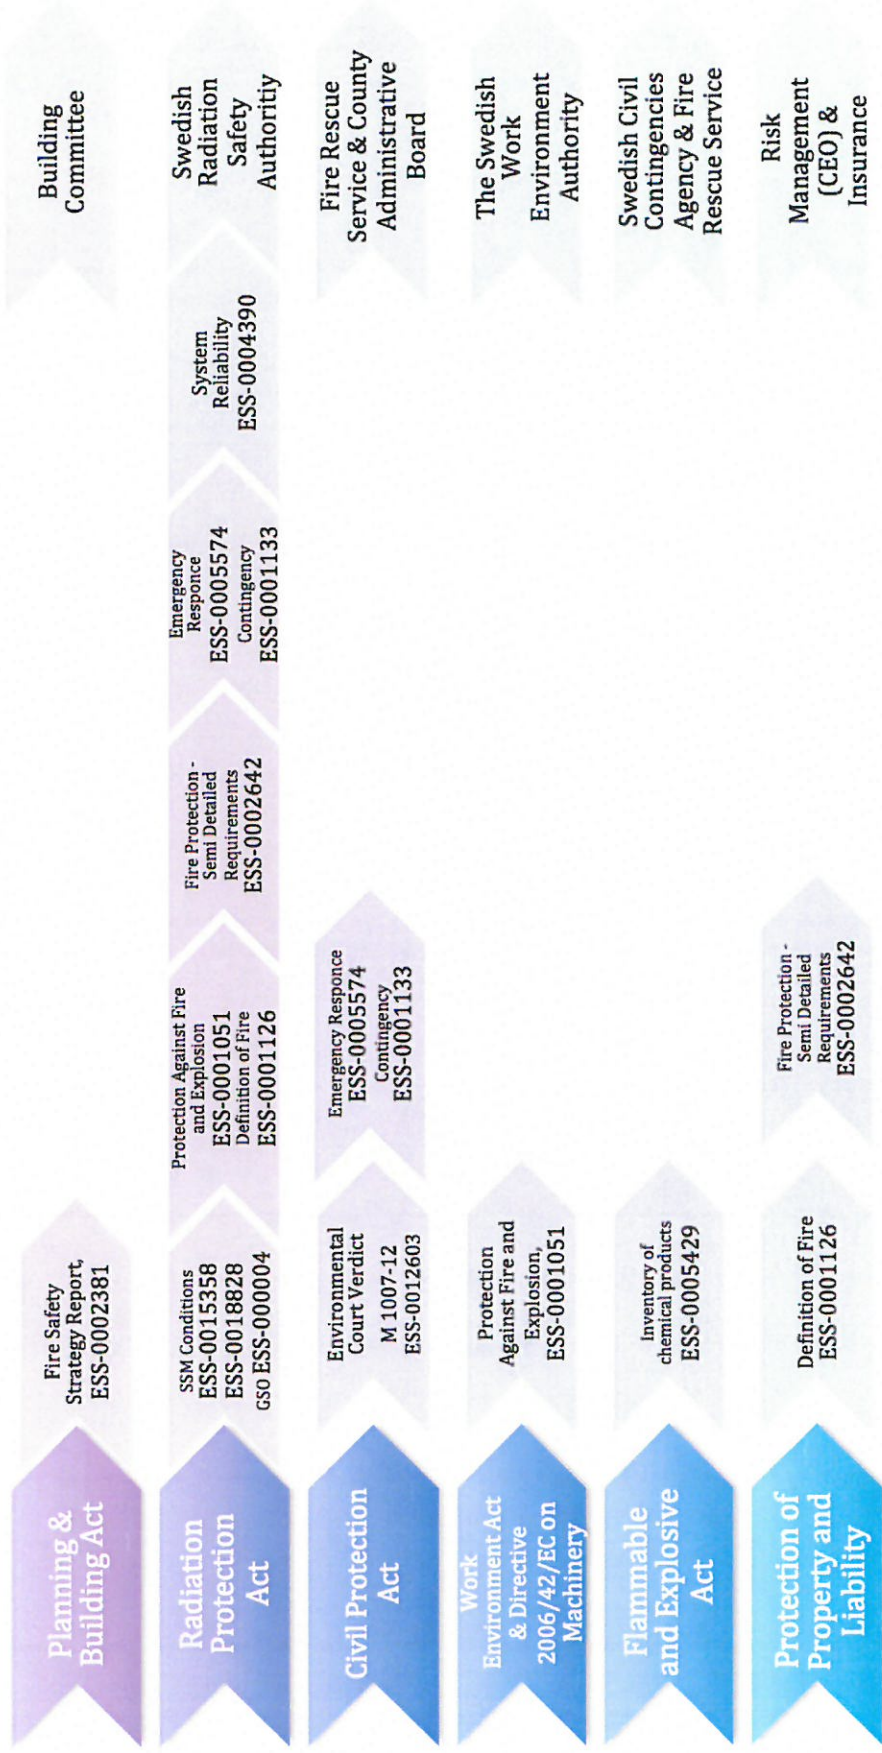 Planning &
Building Act
Fire Safety
Strategy Report,
ESS-0002381
Building
Committee
Radiation
Protection
Act
SSM Conditions
ESS-0015358
ESS-0018828
GSO ESS-000004
Protection Against Fire
and Explosion
ESS-0001051
Definition of Fire
ESS-0001126
Fire Protection -
Semi Detailed
Requirements
ESS-0002642
Emergency
Responce
ESS-0005574
Contingency
ESS-0001133
System
Reliability
ESS-0004390
Swedish
Radiation
Safety
Authoritiy
Civil Protection
Act
Environmental
Court Verdict
M 1007-12
ESS-0012603
Emergency Responce
ESS-0005574
Contingency
ESS-0001133
Fire Rescue
Service & County
Administrative
Board
Work
Environment Act
& Directive
2006/42/EC on
Machinery
Protection
Against Fire and
Explosion,
ESS-0001051
The Swedish
Work
Environment
Authority
Flammable
and Explosive
Act
Inventory of
chemical products
ESS-0005429
Swedish Civil
Contingencies
Agency & Fire
Rescue Service
Protection of
Property and
Liability
Definition of Fire
ESS-0001126
Fire Protection -
Semi Detailed
Requirements
ESS-0002642
Risk
Management
(CEO) &
Insurance